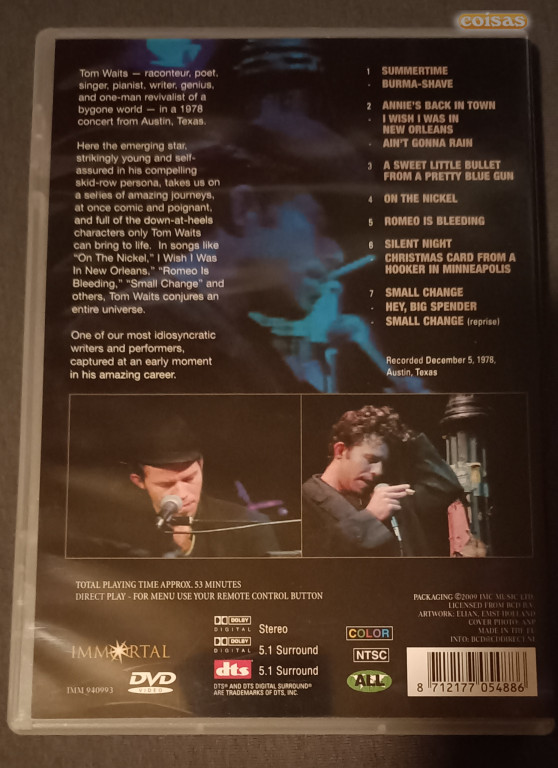 coisas
Tom Waits — raconteur, poet,
singer, pianist, writer, genius,
and one-man revivalist of a
bygone world — in a 1978
concert from Austin, Texas.
Here the emerging star,
strikingly young and self-
assured in his compelling
skid-row persona, takes us on
a series of amazing journeys,
at once comic and poignant,
and full of the down-at-heels
characters only Tom Waits
can bring to life. In songs like
“On The Nickel,” I Wish I Was
In New Orleans,” “Romeo Is
Bleeding,” “Small Change” and
others, Tom Waits conjures an
entire universe.
One of our most idiosyncratic
writers and performers,
captured at an early moment
in his amazing career.
1 SUMMERTIME
- BURMA-SHAVE
2 ANNIE'S BACK IN TOWN
- I WISH I WAS IN
NEW ORLEANS
- AIN'T GONNA RAIN
3 A SWEET LITTLE BULLET
FROM A PRETTY BLUE GUN
4 ON THE NICKEL
5 ROMEO IS BLEEDING
6 SILENT NIGHT
- CHRISTMAS CARD FROM A
HOOKER IN MINNEAPOLIS
7 SMALL CHANGE
- HEY, BIG SPENDER
- SMALL CHANGE (reprise)
Recorded December 5, 1978,
Austin, Texas
TOTAL PLAYING TIME APPROX. 53 MINUTES
DIRECT PLAY - FOR MENU USE YOUR REMOTE CONTROL BUTTON
IMMORTAL
IMM 940993
DVD
VIDEO
DOLBY
DIGITAL Stereo
DOLBY
DIGITAL 5.1 Surround
dts 5.1 Surround
DTS® AND DTS DIGITAL SURROUND®
ARE TRADEMARKS OF DTS, INC.
COLOR
NTSC
ALL
PACKAGING ©2009 IMC MUSIC LTD.
LICENSED FROM BCD B.V.
ARTWORK: ELIAN, EMST HOLLAND
COVER PHOTO: ANP
MADE IN THE
INFO:
8 712177 054886